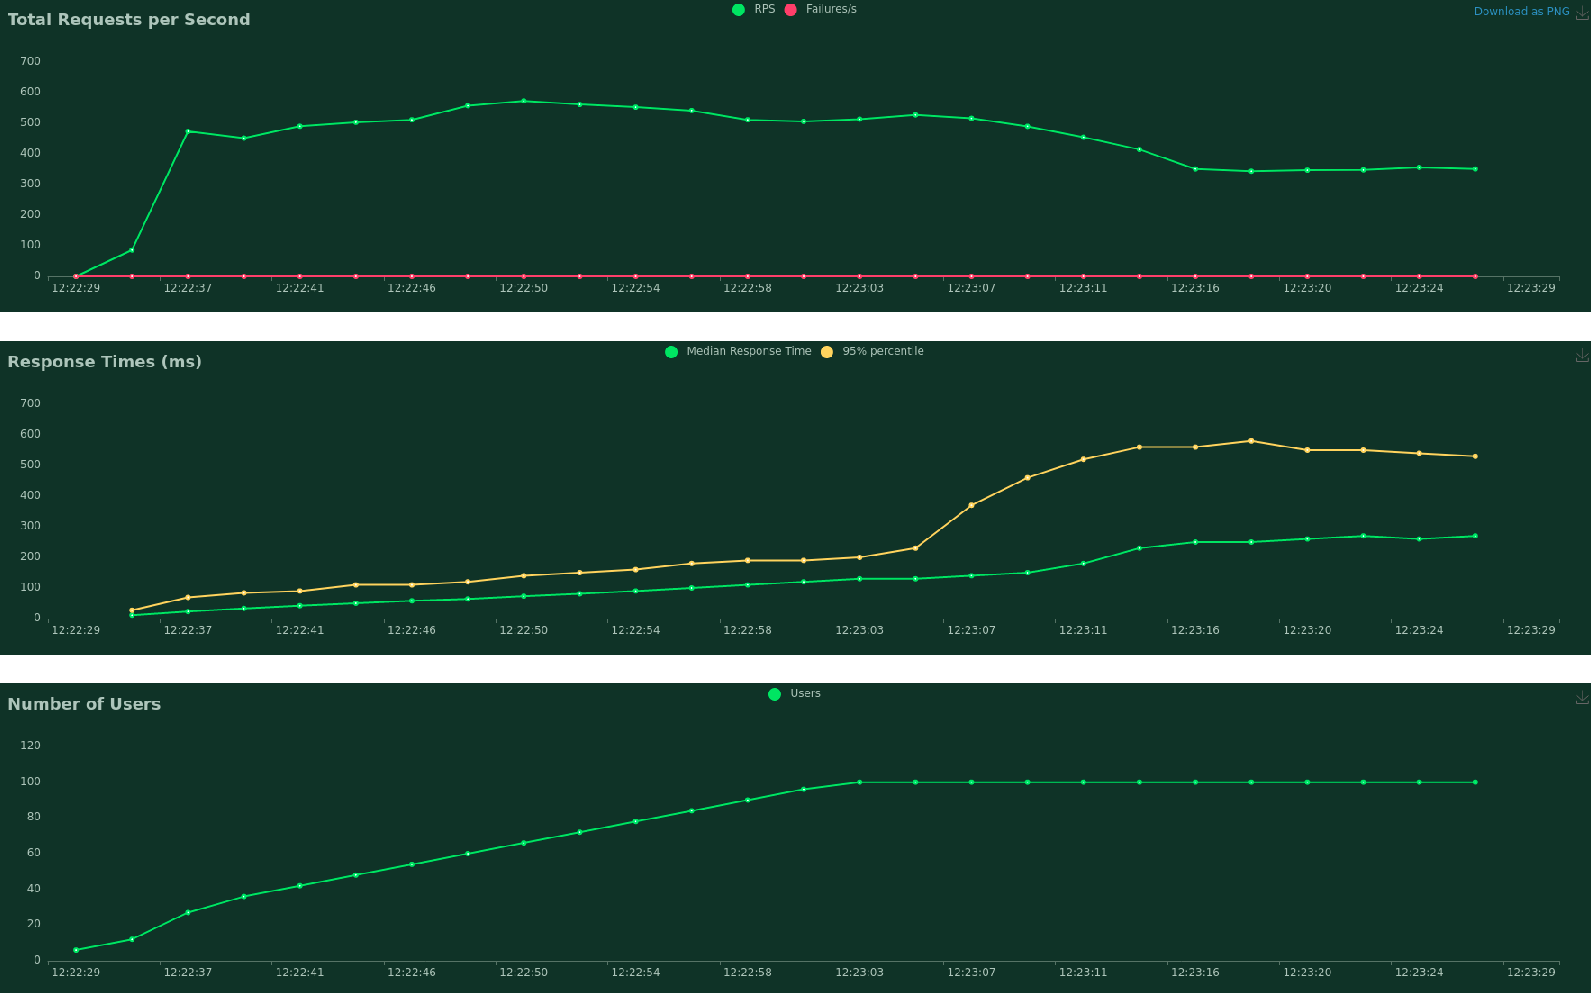 Total Requests per Second
RPS Failures/s
Download as PNG
700
600
500
400
300
200
100
0
12:22:29 12:22:37 12:22:41 12:22:46 12:22:50 12:22:54 12:22:58 12:23:03 12:23:07 12:23:11 12:23:16 12:23:20 12:23:24 12:23:29
Response Times (ms)
Median Response Time 95% percentile
700
600
500
400
300
200
100
0
12:22:29 12:22:37 12:22:41 12:22:46 12:22:50 12:22:54 12:22:58 12:23:03 12:23:07 12:23:11 12:23:16 12:23:20 12:23:24 12:23:29
Number of Users
Users
120
100
80
60
40
20
0
12:22:29 12:22:37 12:22:41 12:22:46 12:22:50 12:22:54 12:22:58 12:23:03 12:23:07 12:23:11 12:23:16 12:23:20 12:23:24 12:23:29